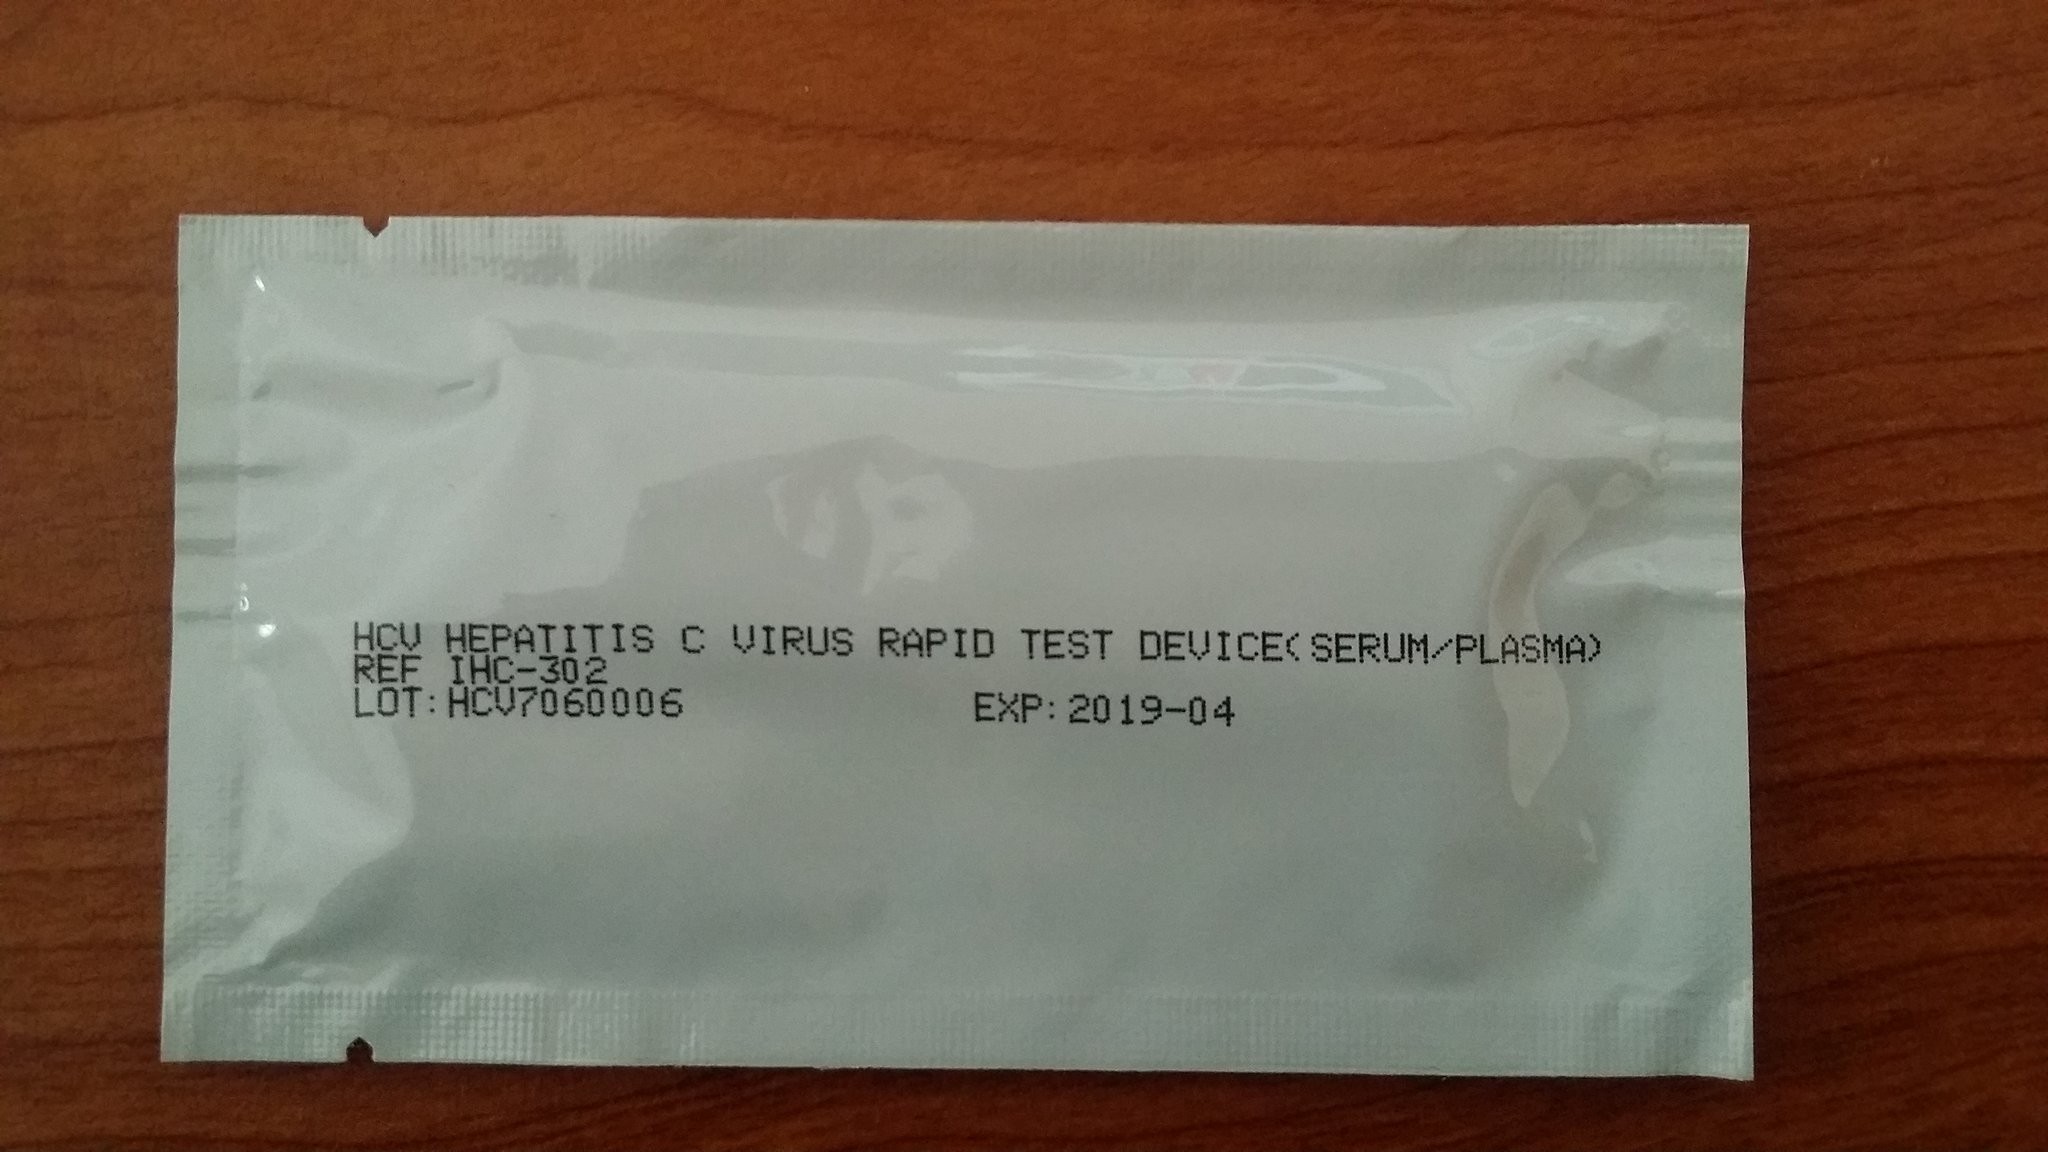 HCV HEPATITIS C VIRUS RAPID TEST DEVICE(SERUM/PLASMA)
REF IHC-302
LOT:HCV7060006 EXP:2019-04